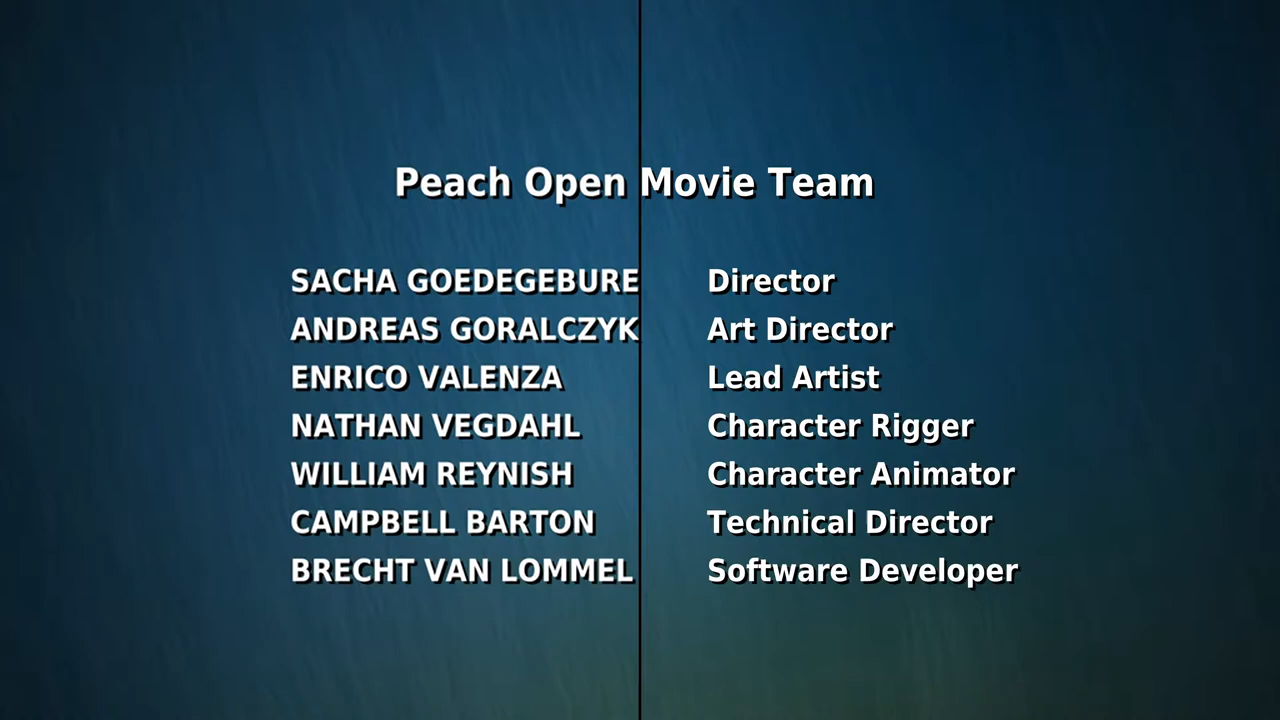 Peach Open Movie Team
SACHA GOEDEGEBURE Director
ANDREAS GORALCZYK Art Director
ENRICO VALENZA Lead Artist
NATHAN VEGDAHL Character Rigger
WILLIAM REYNISH Character Animator
CAMPBELL BARTON Technical Director
BRECHT VAN LOMMEL Software Developer